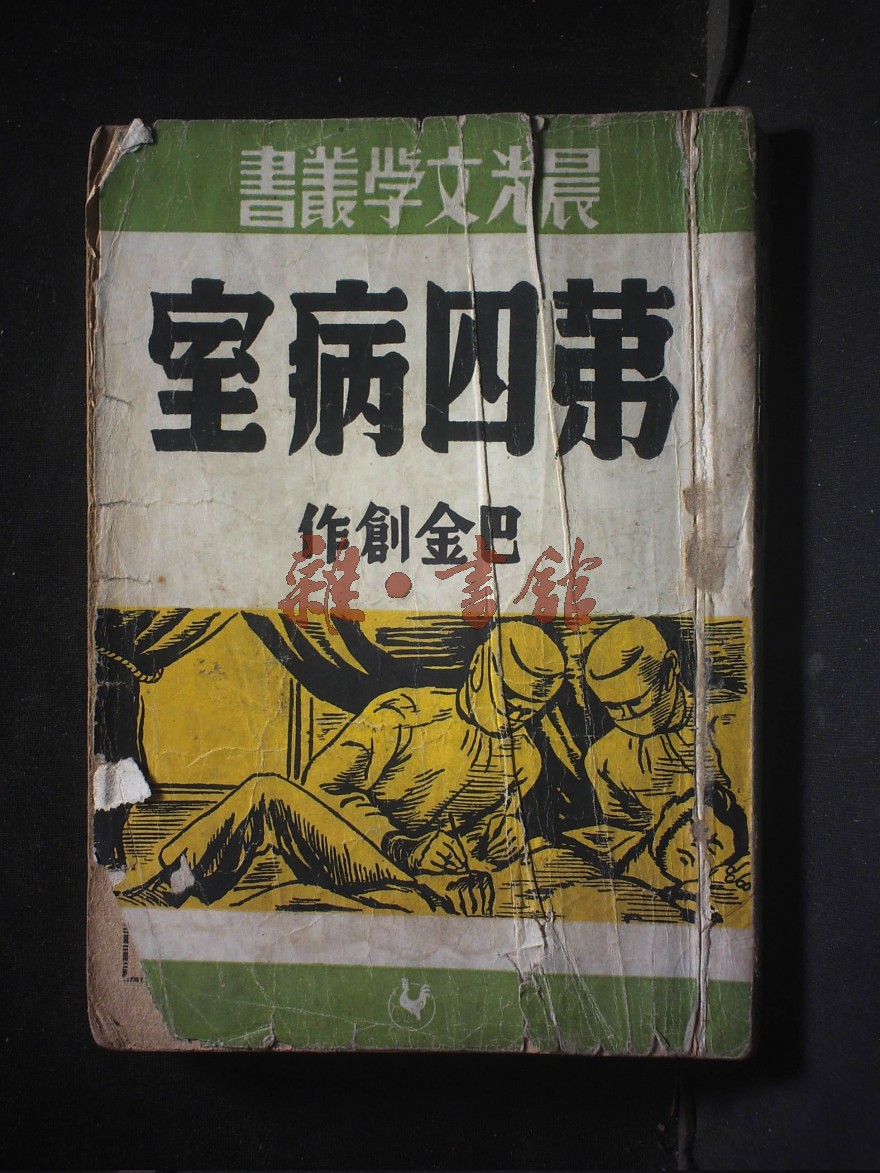 晨光文学叢書
第四病室
巴金創作
雜·書館